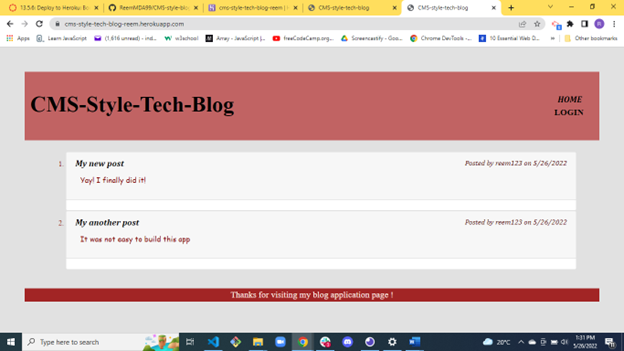 13.5.6: Deploy to Heroku: Bo
ReemMDA99/CMS-style-blo
cms-style-tech-blog-reem |
CMS-style-tech-blog
CMS-style-tech-blog
cms-style-tech-blog-reem.herokuapp.com
Apps
Learn JavaScript
(1,616 unread) - ind...
w3school
Array - JavaScript |...
freeCodeCamp.org...
Screencastify - Goo...
Chrome DevTools -...
10 Essential Web D...
Other bookmarks
CMS-Style-Tech-Blog
HOME
LOGIN
1. My new post
Posted by reem123 on 5/26/2022
Yay! I finally did it!
2. My another post
Posted by reem123 on 5/26/2022
It was not easy to build this app
Thanks for visiting my blog application page !
Type here to search
20°C
1:31 PM
5/26/2022